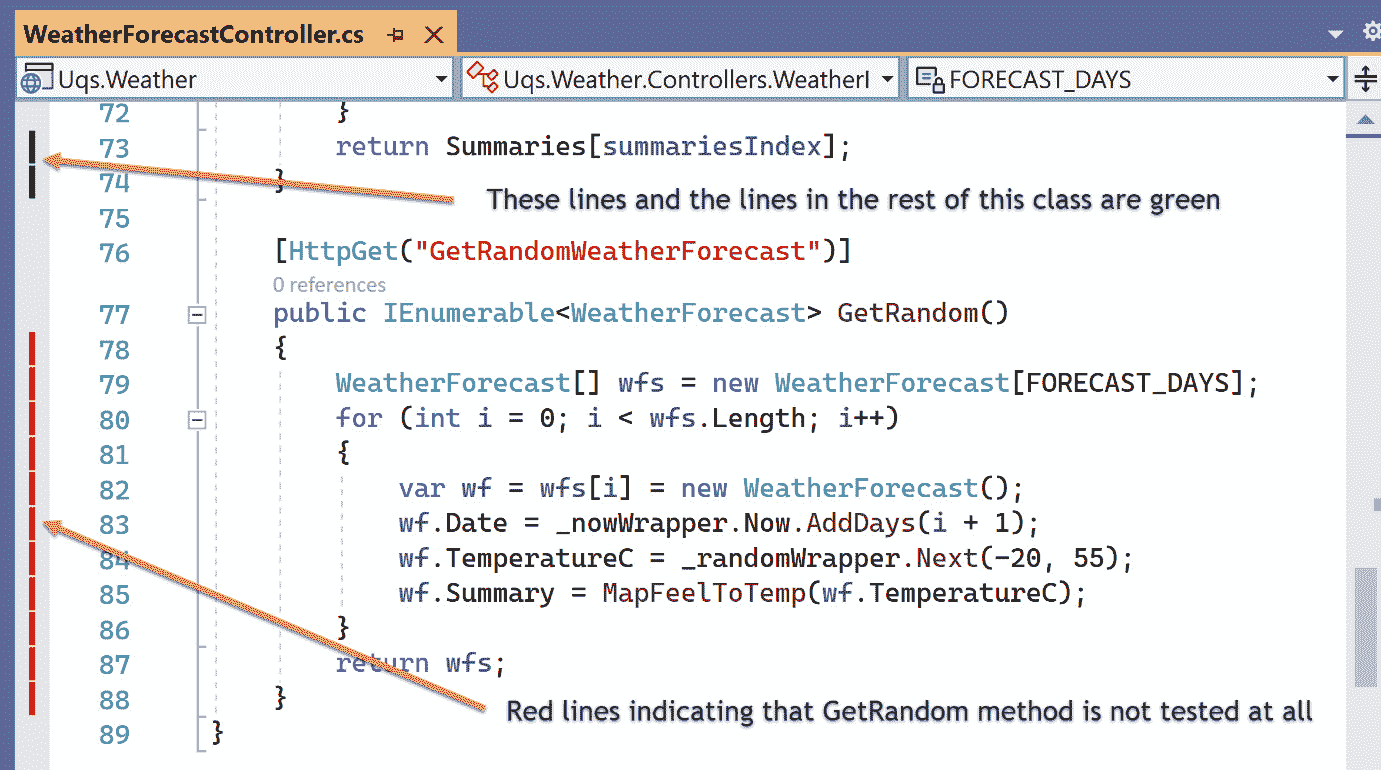 WeatherForecastController.cs
Uqs.Weather
Uqs.Weather.Controllers.WeatherI
FORECAST_DAYS
72 }
73 return Summaries[summariesIndex];
74 }
These lines and the lines in the rest of this class are green
75
76 [HttpGet("GetRandomWeatherForecast")]
0 references
77 public IEnumerable<WeatherForecast> GetRandom()
78 {
79 WeatherForecast[] wfs = new WeatherForecast[FORECAST_DAYS];
80 for (int i = 0; i < wfs.Length; i++)
81 {
82 var wf = wfs[i] = new WeatherForecast();
83 wf.Date = _nowWrapper.Now.AddDays(i + 1);
84 wf.TemperatureC = _randomWrapper.Next(-20, 55);
85 wf.Summary = MapFeelToTemp(wf.TemperatureC);
86 }
87 return wfs;
88 }
Red lines indicating that GetRandom method is not tested at all
89 }